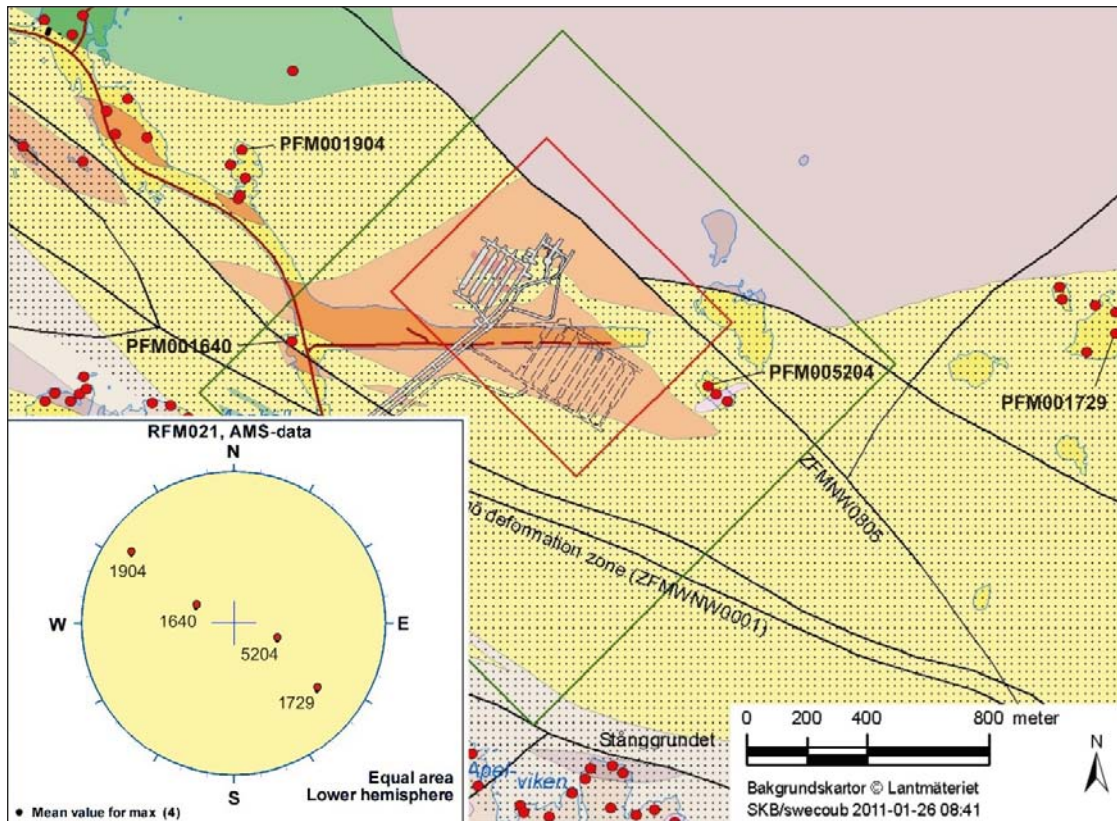 PFM001904
PFM001640
PFM005204
PFM001729
ZFMNW0805
nö deformation zone (ZFMWNW0001)
RFM021, AMS-data
N
W
E
S
1904
1640
5204
1729
Equal area
Lower hemisphere
Mean value for max (4)
Stånggrundet
Apel-
viken
0 200 400 800 meter
N
Bakgrundskartor © Lantmäteriet
SKB/swecoub 2011-01-26 08:41